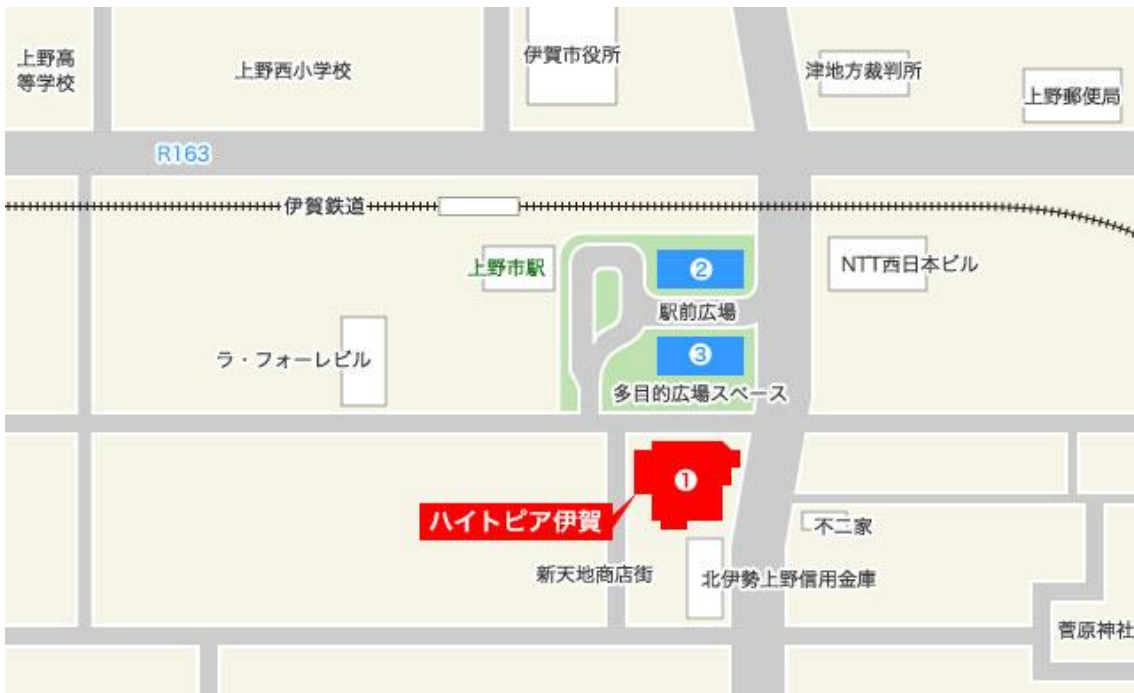 上野高
等学校
上野西小学校
伊賀市役所
津地方裁判所
上野郵便局
R163
伊賀鉄道
上野市駅
②
NTT西日本ビル
駅前広場
ラ・フォーレビル
③
多目的広場スペース
①
ハイトピア伊賀
不二家
新天地商店街
北伊勢上野信用金庫
菅原神社